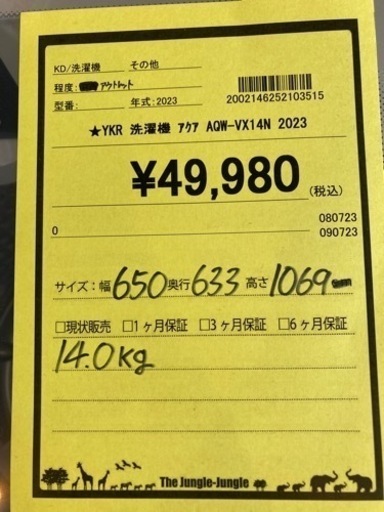 KD/洗濯機 その他
程度: アウトレット
型番: 年式:2023
2002146252103515
★YKR 洗濯機 アクア AQW-VX14N 2023
¥49,980 (税込)
080723
0 090723
サイズ:幅650奥行633高さ1069
□現状販売 □1ヶ月保証 □3ヶ月保証 □6ヶ月保証
14.0kg
The Jungle-Jungle